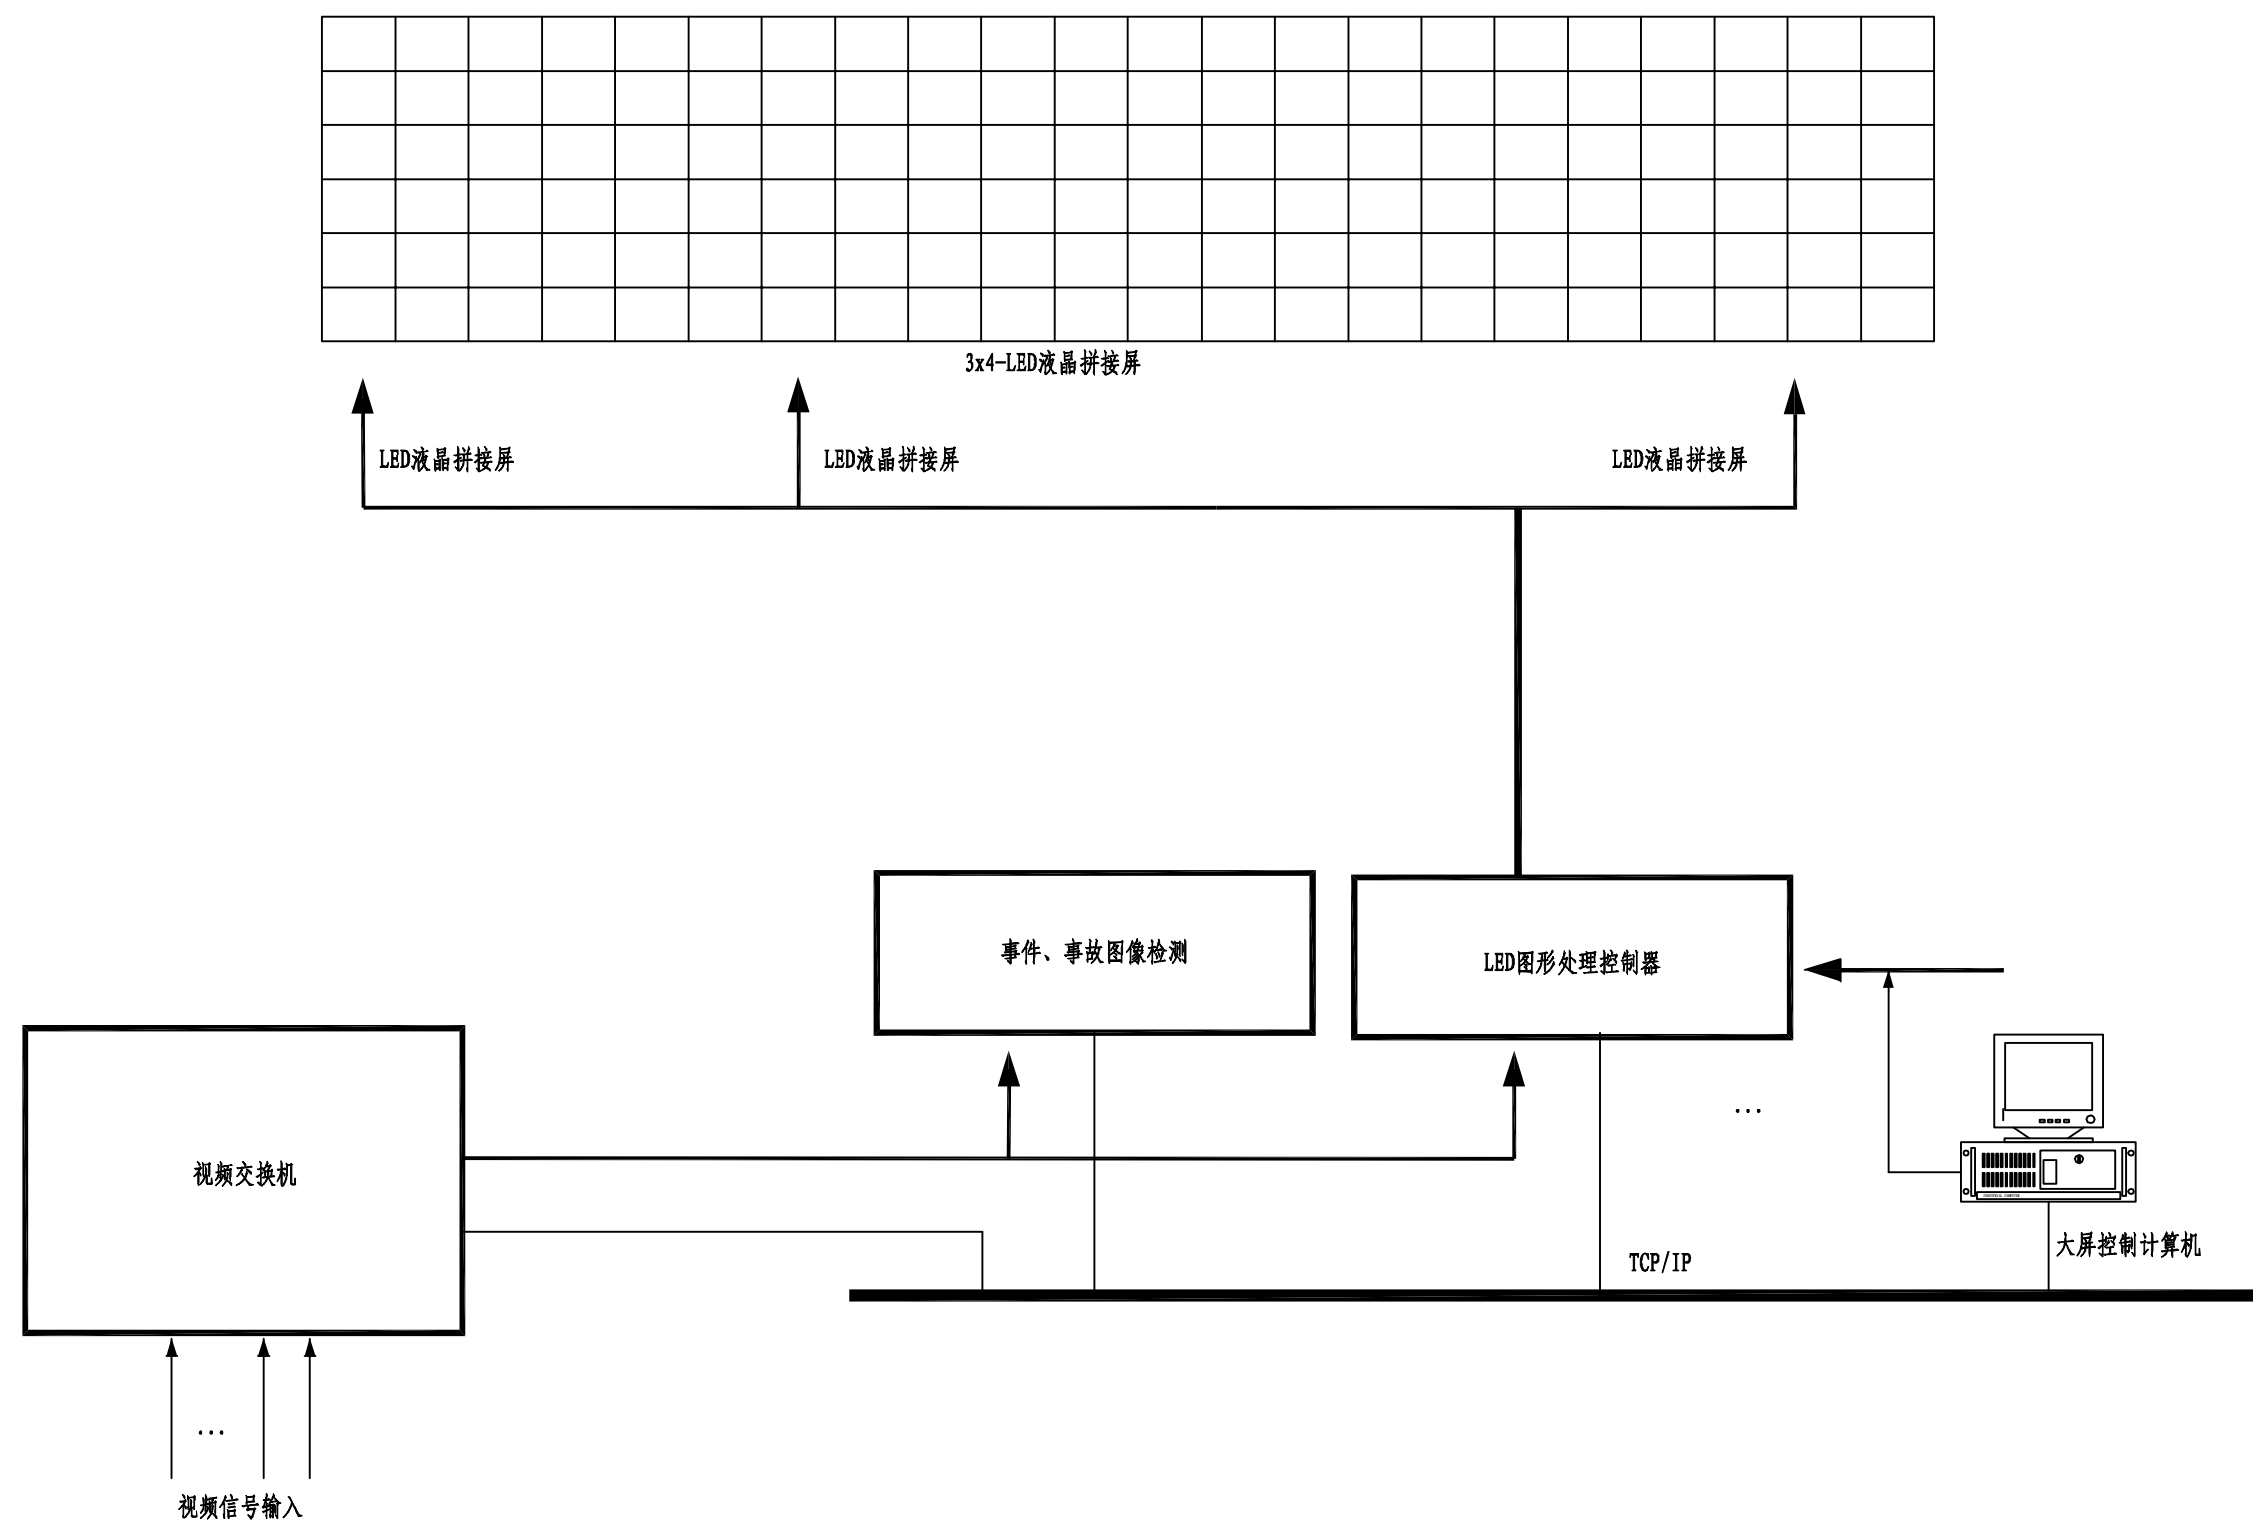 3x4-LED液晶拼接屏
LED液晶拼接屏
LED液晶拼接屏
LED液晶拼接屏
事件、事故图像检测
LED图形处理控制器
...
视频交换机
TCP/IP
大屏控制计算机
...
视频信号输入